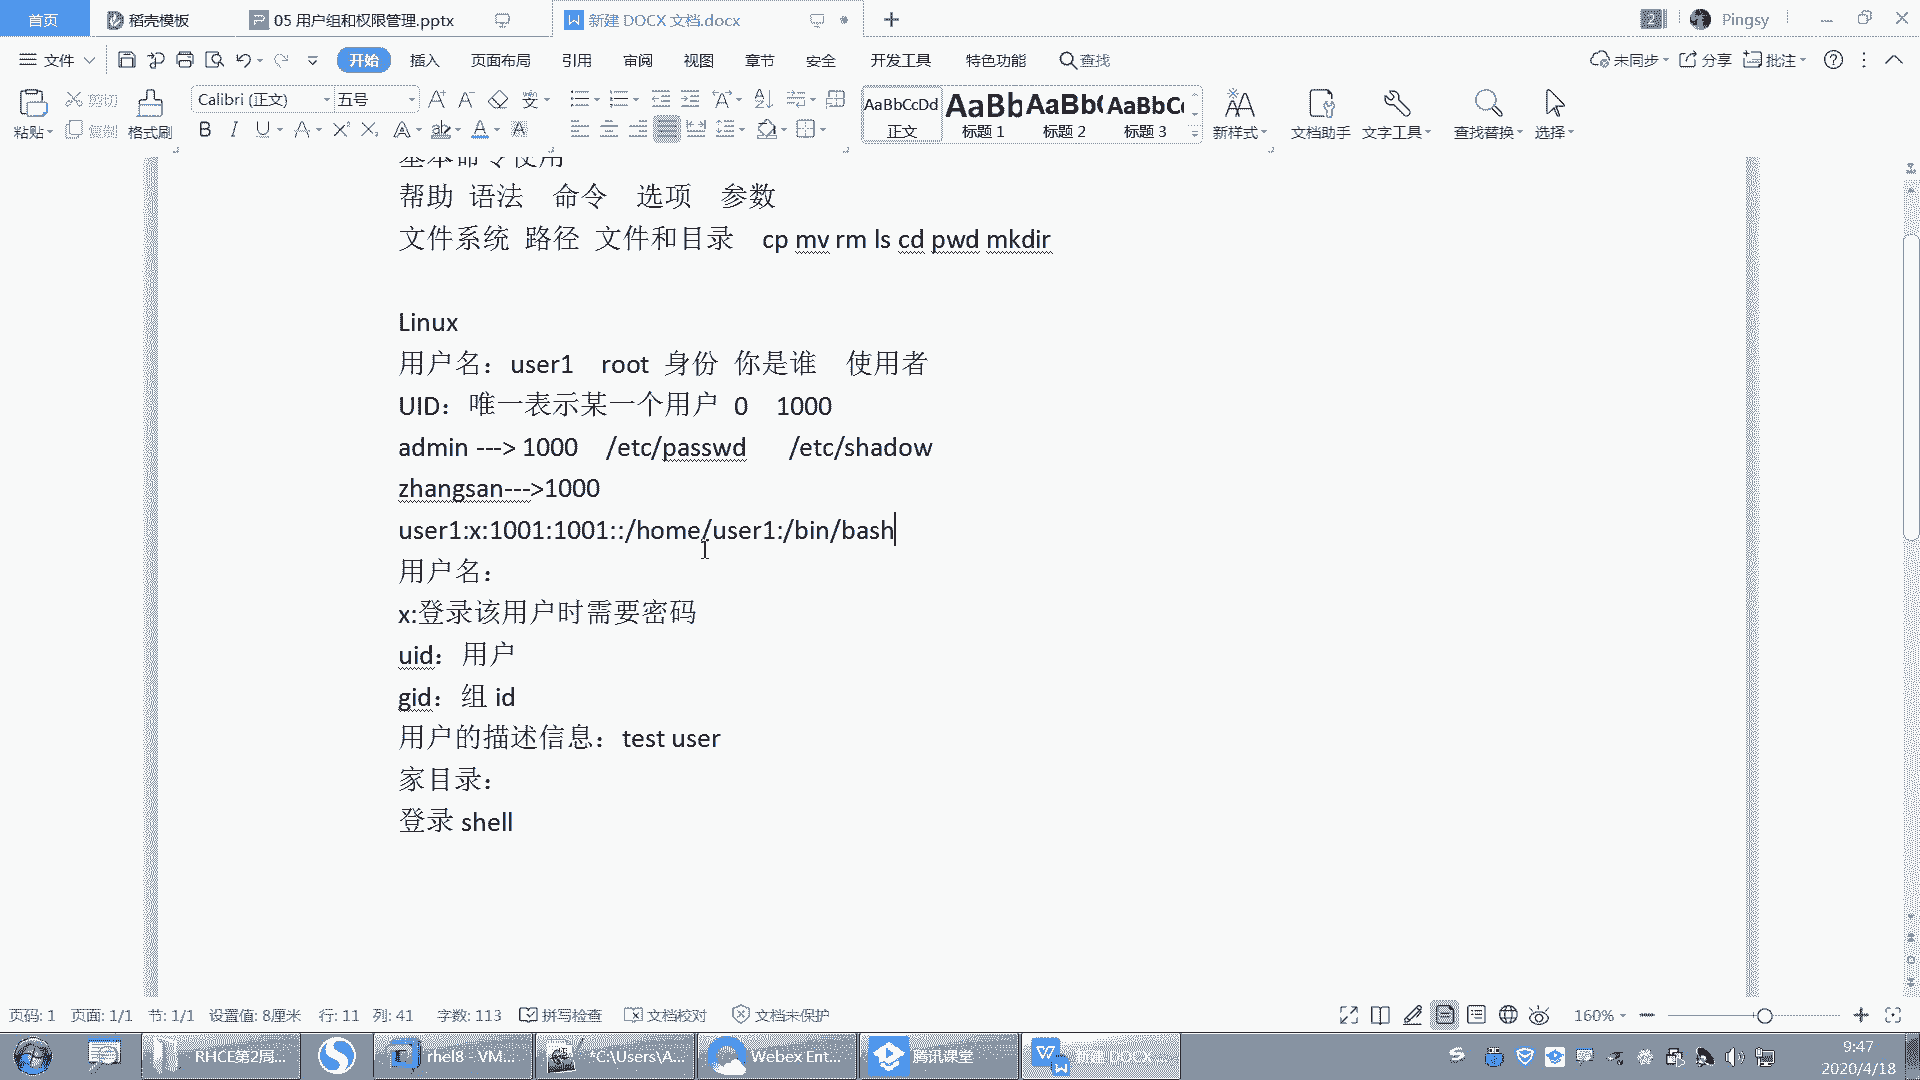 首页 稻壳模板 05 用户组和权限管理.pptx 新建 DOCX 文档.docx Pingsy
文件 开始 插入 页面布局 引用 审阅 视图 章节 安全 开发工具 特色功能 查找 未同步 分享 批注
剪切 Calibri (正文) 五号 AaBbCcDd AaBb AaBb( AaBbC
粘贴 复制 格式刷 正文 标题 1 标题 2 标题 3 新样式 文档助手 文字工具 查找替换 选择
基本命令使用
帮助 语法 命令 选项 参数
文件系统 路径 文件和目录 cp mv rm ls cd pwd mkdir
Linux
用户名：user1 root 身份 你是谁 使用者
UID：唯一表示某一个用户 0 1000
admin ---> 1000 /etc/passwd /etc/shadow
zhangsan--->1000
user1:x:1001:1001::/home/user1:/bin/bash
用户名：
x:登录该用户时需要密码
uid：用户
gid：组 id
用户的描述信息：test user
家目录：
登录 shell
页码: 1 页面: 1/1 节: 1/1 设置值: 8厘米 行: 11 列: 41 字数: 113 拼写检查 文档校对 文档未保护 160%
RHCE第2周... rhel8 - VM... *C:\Users\A... Webex Ent... 腾讯课堂 新建 DOCX ... 9:47
2020/4/18